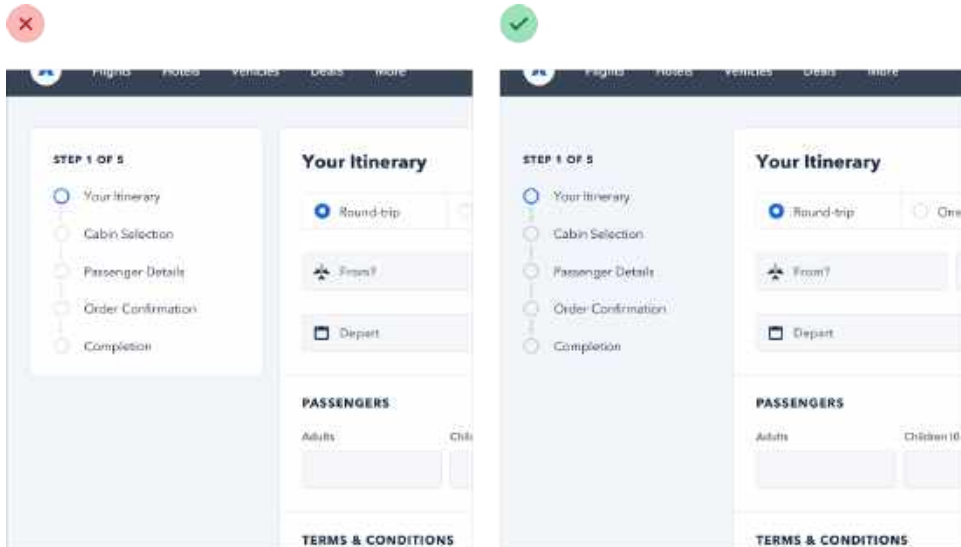 Flights Hotels Vehicles Deals More
STEP 1 OF 5
Your Itinerary
Cabin Selection
Passenger Details
Order Confirmation
Completion
Your Itinerary
Round-trip
From?
Depart
PASSENGERS
Adults
TERMS & CONDITIONS
Flights Hotels Vehicles Deals More
STEP 1 OF 5
Your Itinerary
Cabin Selection
Passenger Details
Order Confirmation
Completion
Your Itinerary
Round-trip One
From?
Depart
PASSENGERS
Adults Children
TERMS & CONDITIONS